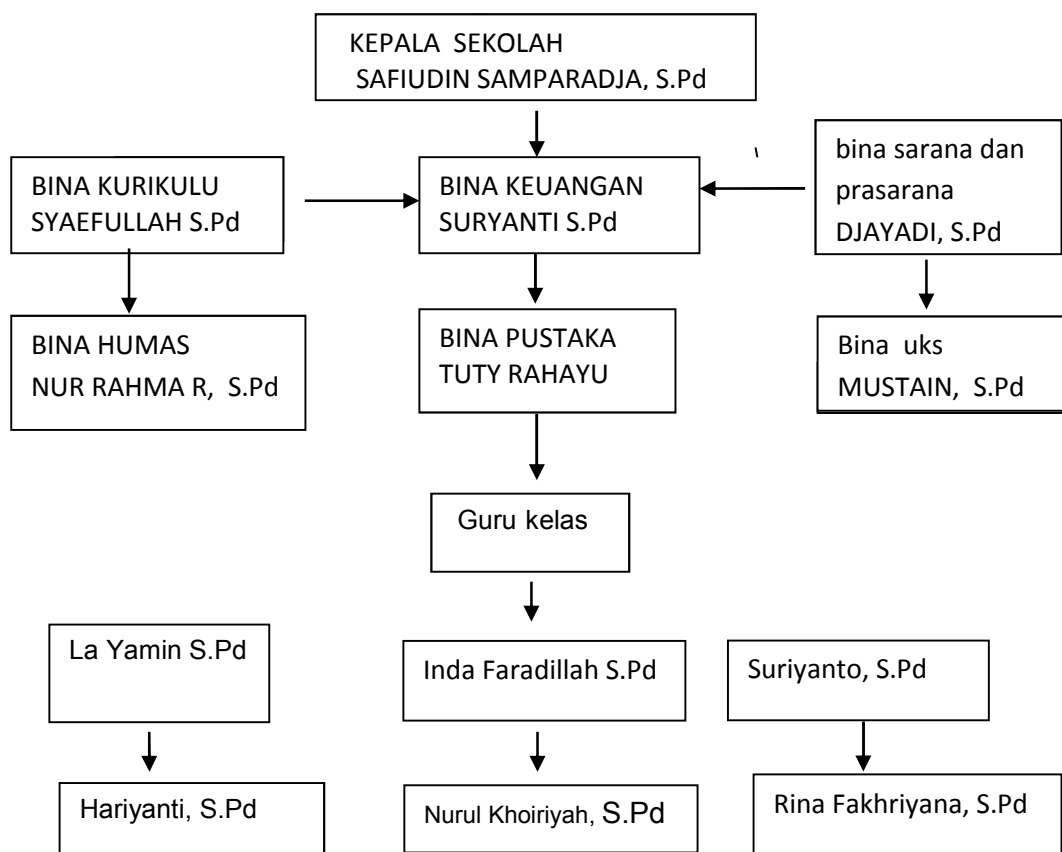 KEPALA SEKOLAH
SAFIUDIN SAMPARADJA, S.Pd
BINA KURIKULU
SYAEFULLAH S.Pd
BINA KEUANGAN
SURYANTI S.Pd
bina sarana dan
prasarana
DJAYADI, S.Pd
BINA HUMAS
NUR RAHMA R, S.Pd
BINA PUSTAKA
TUTY RAHAYU
Bina uks
MUSTAIN, S.Pd
Guru kelas
La Yamin S.Pd
Inda Faradillah S.Pd
Suriyanto, S.Pd
Hariyanti, S.Pd
Nurul Khoiriyah, S.Pd
Rina Fakhriyana, S.Pd